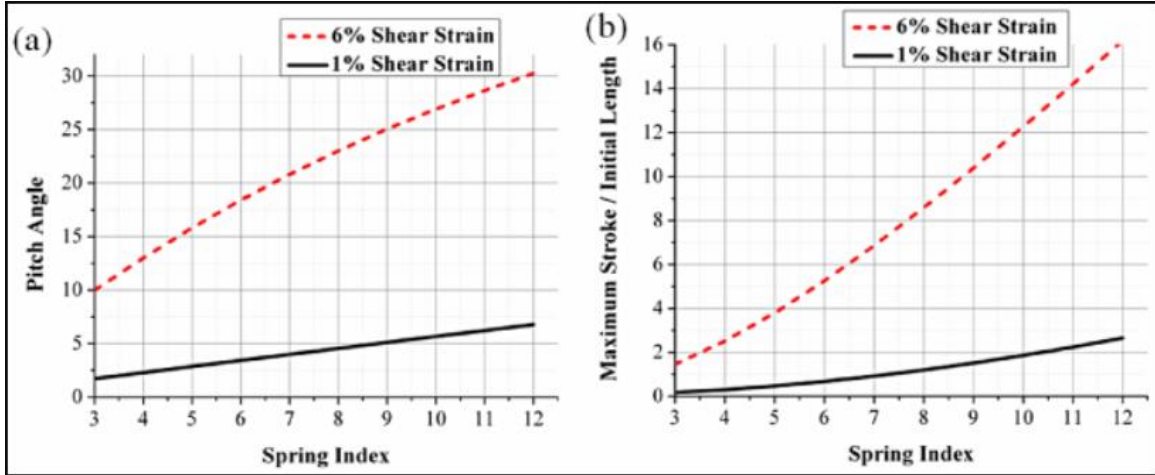 (a)
6% Shear Strain
1% Shear Strain
30
25
20
15
10
5
0
Pitch Angle
3 4 5 6 7 8 9 10 11 12
Spring Index
(b)
6% Shear Strain
1% Shear Strain
16
14
12
10
8
6
4
2
0
Maximum Stroke / Initial Length
3 4 5 6 7 8 9 10 11 12
Spring Index